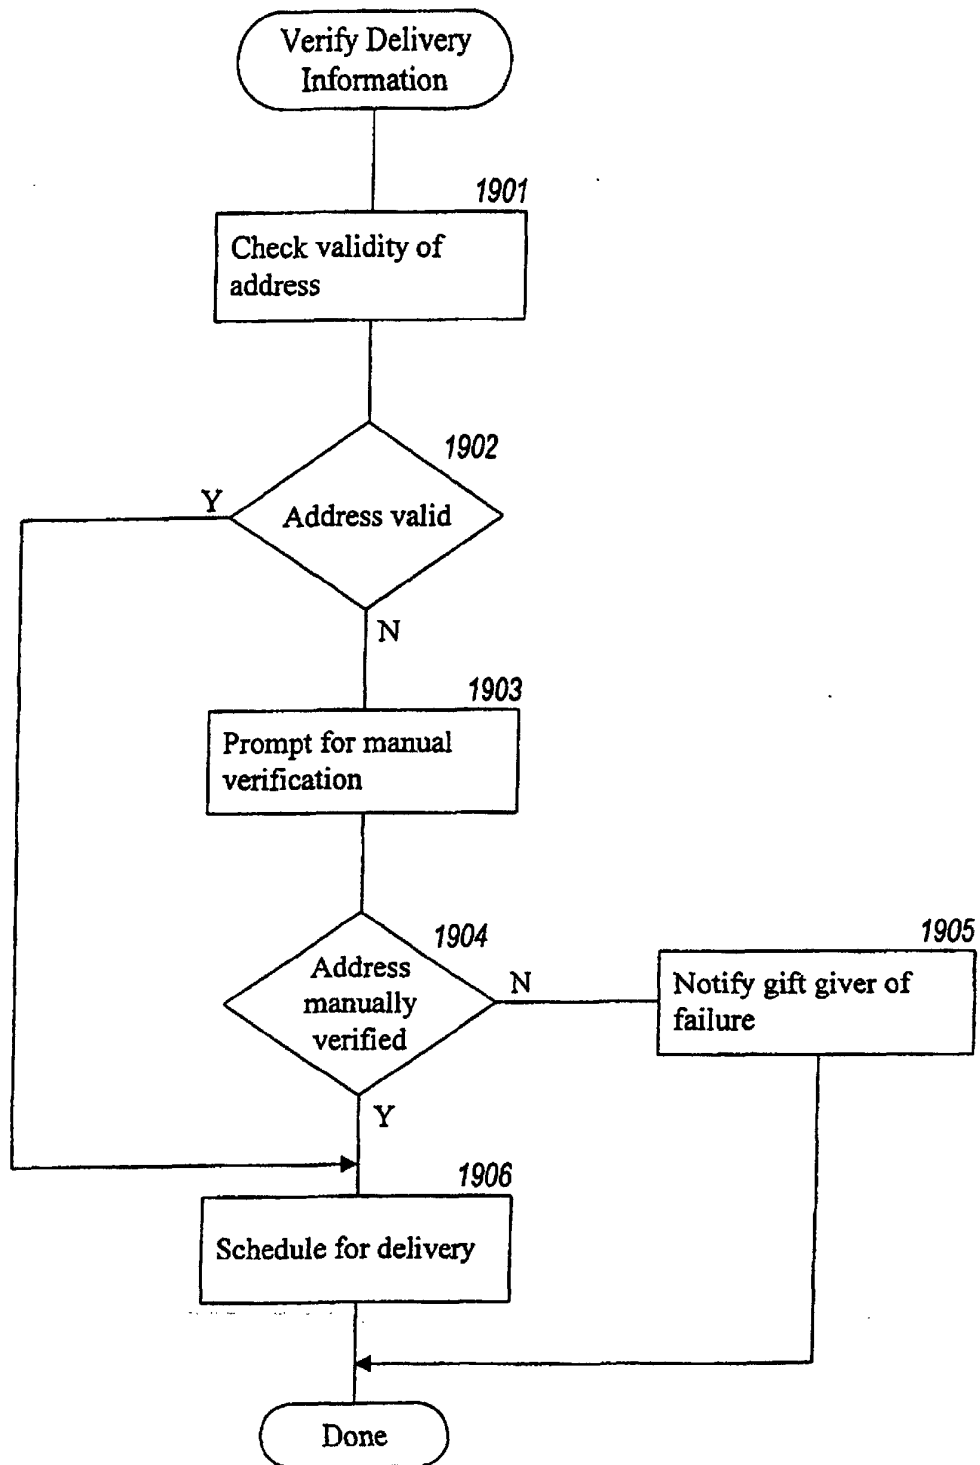 Verify Delivery
Information
1901
Check validity of
address
1902
Y
Address valid
N
1903
Prompt for manual
verification
1904
Address
manually
verified
N
1905
Notify gift giver of
failure
Y
1906
Schedule for delivery
Done